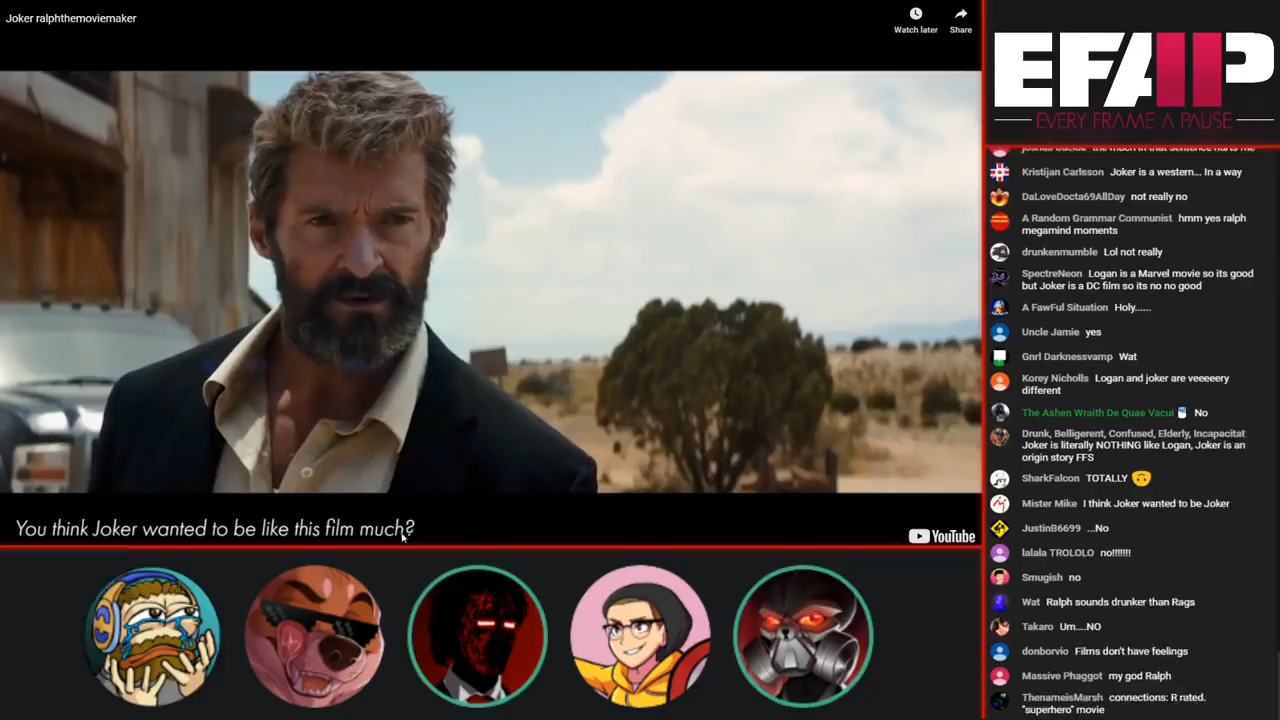 Joker ralphthemoviemaker
Watch later
Share
You think Joker wanted to be like this film much?
YouTube
EFAP
EVERY FRAME A PAUSE
Kristijan Carlsson Joker is a western... In a way
DaLoveDocta69AllDay not really no
A Random Grammar Communist hmm yes ralph
megamind moments
drunkenmumble Lol not really
SpectreNeon Logan is a Marvel movie so its good
but Joker is a DC film so its no no good
A FawFul Situation Holy......
Uncle Jamie yes
Gnrl Darknessvamp Wat
Korey Nicholls Logan and joker are veeeeery
different
The Ashen Wraith De Quae Vacui No
Drunk, Belligerent, Confused, Elderly, Incapacitat
Joker is literally NOTHING like Logan, Joker is an
origin story FFS
SharkFalcon TOTALLY
Mister Mike I think Joker wanted to be Joker
JustinB6699 ...No
lalala TROLOLO no!!!!!!!
Smugish no
Wat Ralph sounds drunker than Rags
Takaro Um....NO
donborvio Films don't have feelings
Massive Phaggot my god Ralph
ThenameisMarsh connections: R rated.
"superhero" movie